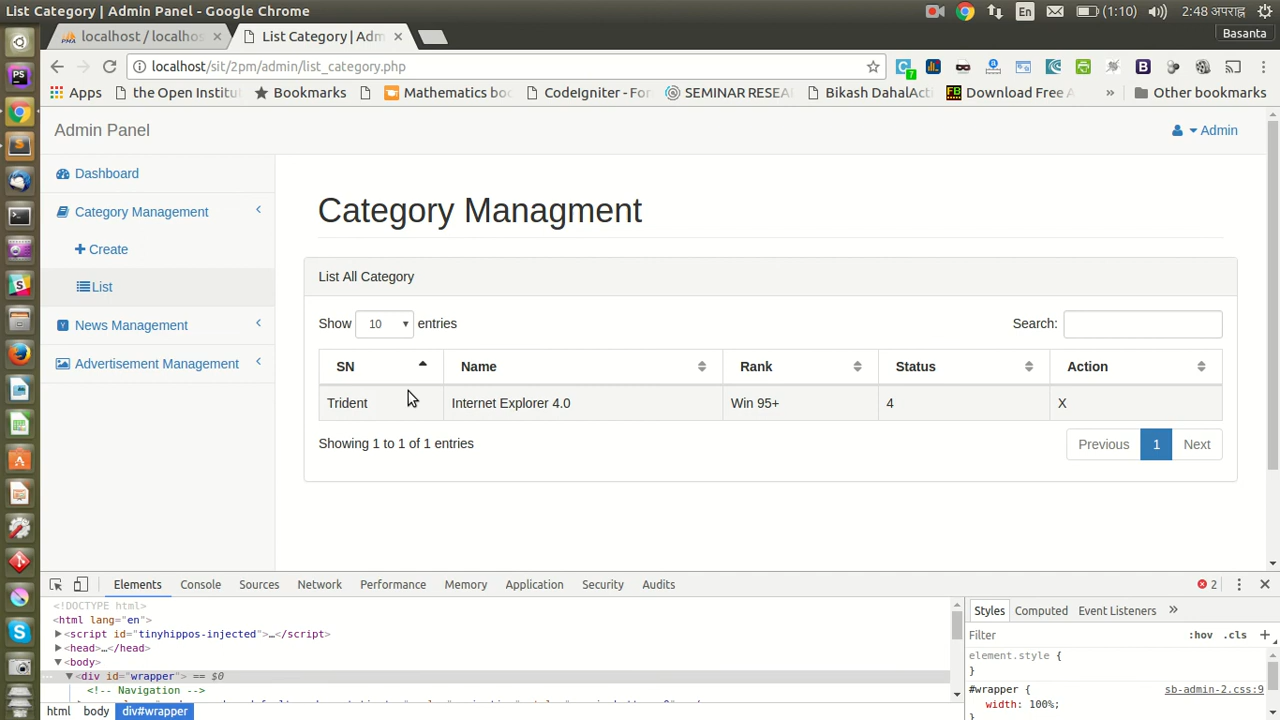 List Category | Admin Panel - Google Chrome
En
(1:10)
2:48 अपराह्न
localhost / localhos
List Category | Adm
Basanta
localhost/sit/2pm/admin/list_category.php
7
Apps
the Open Institu
Bookmarks
Mathematics boo
CodeIgniter - For
SEMINAR RESEA
Bikash DahalActi
Download Free A
»
Other bookmarks
Admin Panel
Admin
Dashboard
Category Management
Create
List
News Management
Advertisement Management
Category Managment
List All Category
Show 10 entries
Search:
SN Name Rank Status Action
Trident Internet Explorer 4.0 Win 95+ 4 X
Showing 1 to 1 of 1 entries
Previous 1 Next
Elements Console Sources Network Performance Memory Application Security Audits
2
<!DOCTYPE html>
<html lang="en">
<script id="tinyhippos-injected">…</script>
<head>…</head>
<body>
<div id="wrapper"> == $0
<!-- Navigation -->
html body div#wrapper
Styles Computed Event Listeners »
Filter :hov .cls +
element.style {
}
#wrapper { sb-admin-2.css:9
width: 100%;